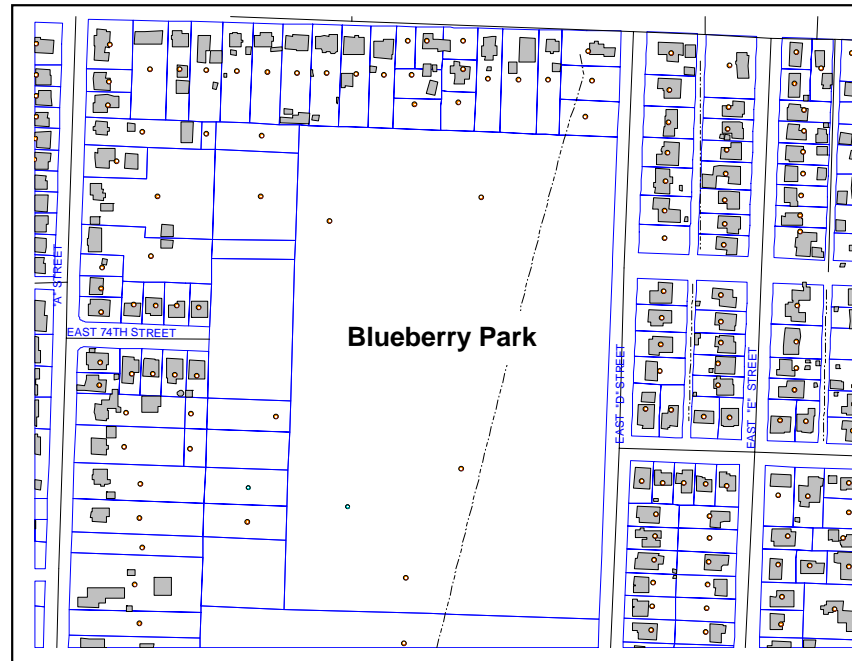 "A" STREET
EAST 74TH STREET
Blueberry Park
EAST "D" STREET
EAST "E" STREET